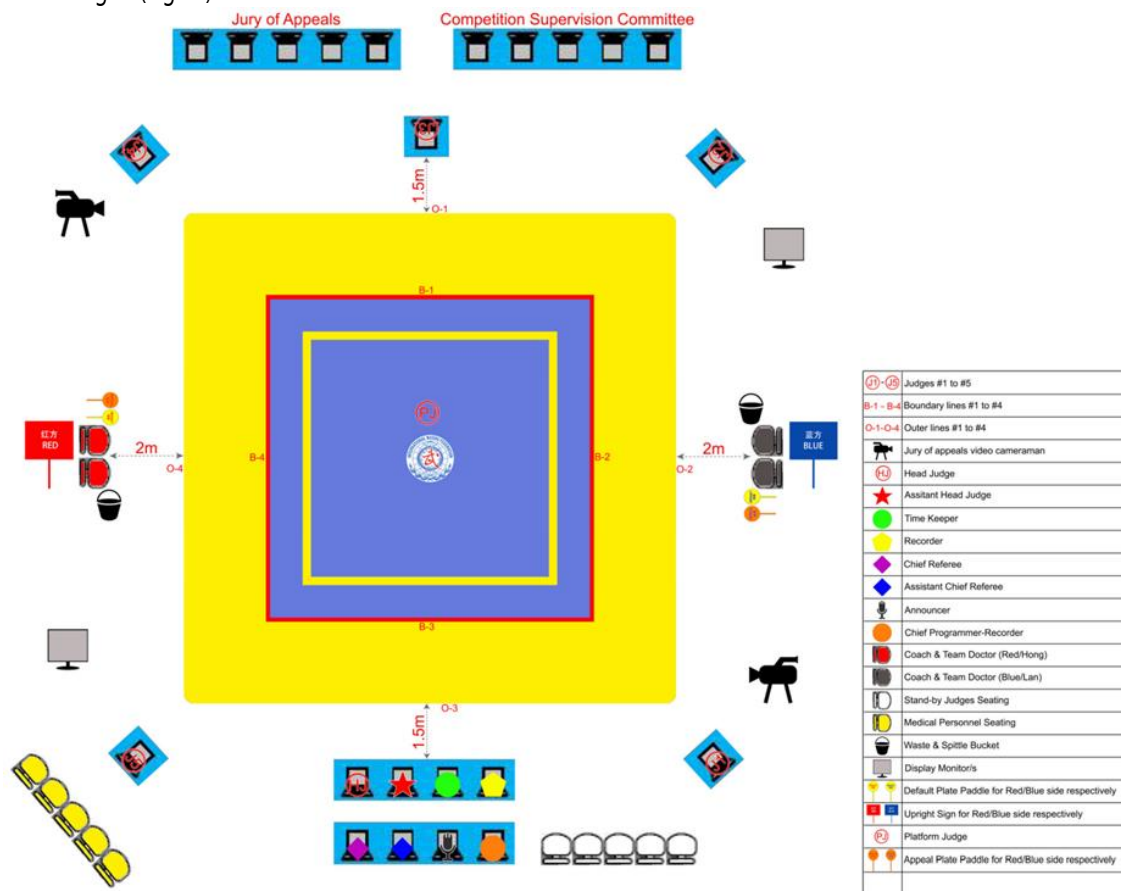 Jury of Appeals
Competition Supervision Committee
J3
1.5m
O-1
B-1
PJ
武
红方
RED
2m
O-4
B-4
B-2
O-2
2m
蓝方
BLUE
B-3
O-3
1.5m
HJ
J1-J5 Judges #1 to #5
B-1 - B-4 Boundary lines #1 to #4
O-1-O-4 Outer lines #1 to #4
Jury of appeals video cameraman
HJ Head Judge
Assitant Head Judge
Time Keeper
Recorder
Chief Referee
Assistant Chief Referee
Announcer
Chief Programmer-Recorder
Coach & Team Doctor (Red/Hong)
Coach & Team Doctor (Blue/Lan)
Stand-by Judges Seating
Medical Personnel Seating
Waste & Spittle Bucket
Display Monitor/s
Default Plate Paddle for Red/Blue side respectively
Upright Sign for Red/Blue side respectively
PJ Platform Judge
Appeal Plate Paddle for Red/Blue side respectively